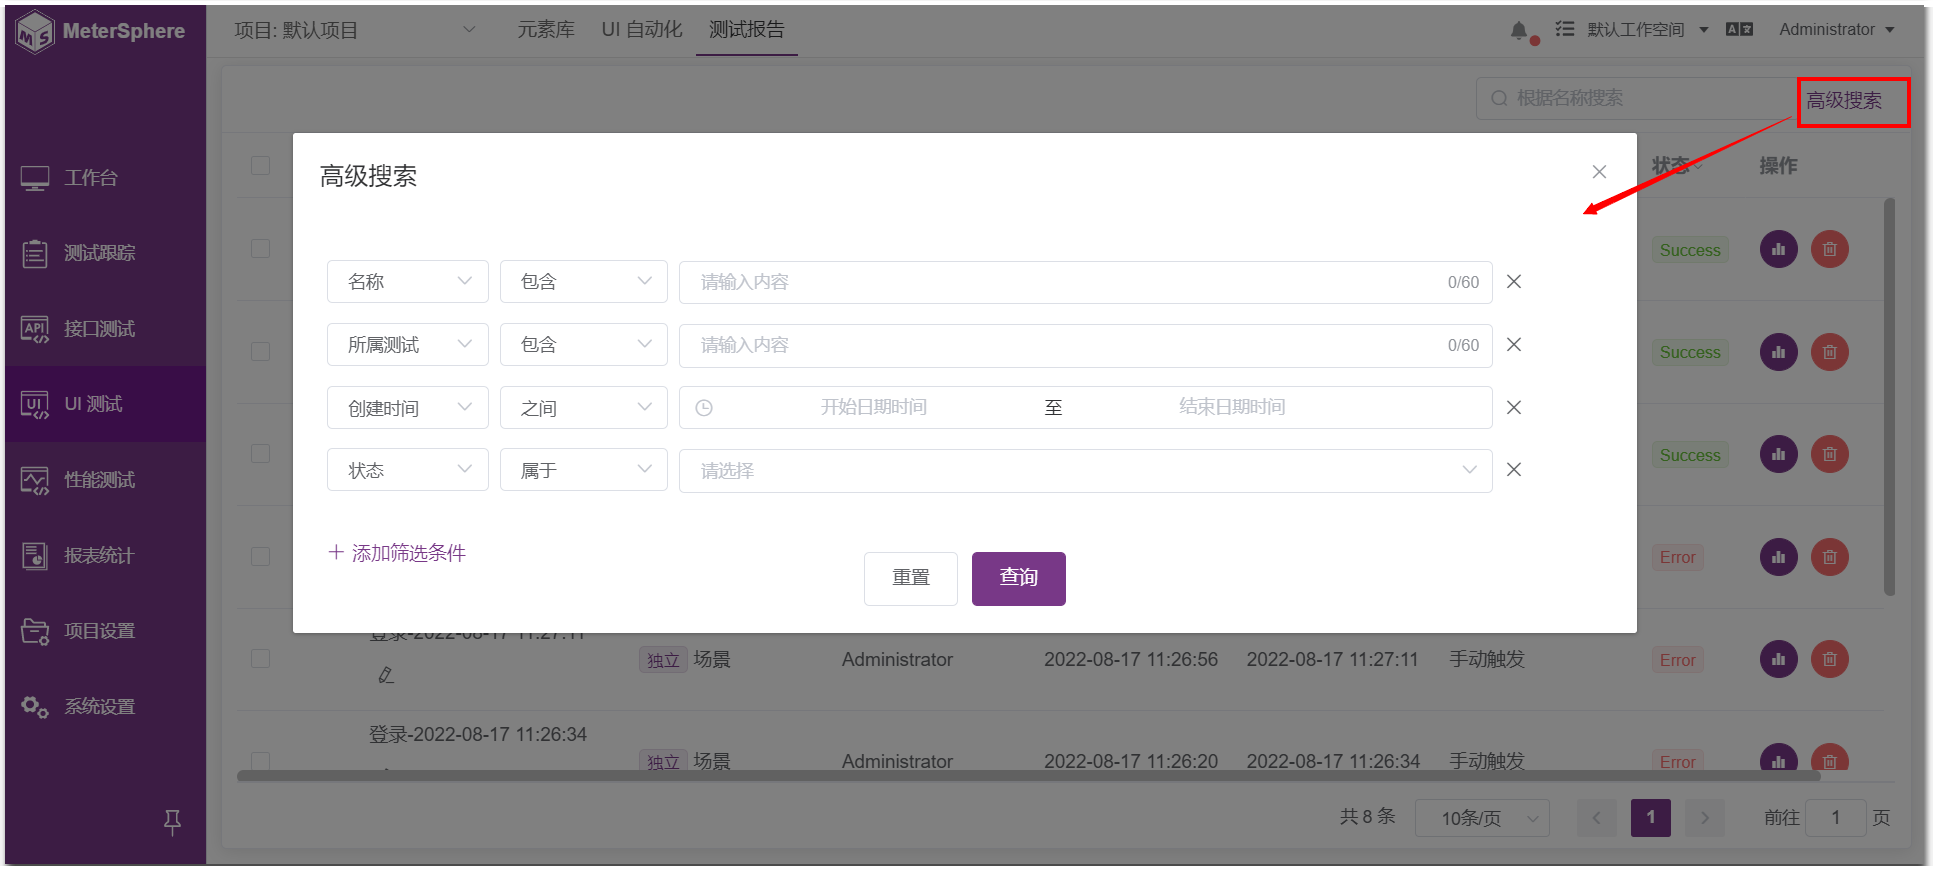 MeterSphere
项目: 默认项目
元素库
UI 自动化
测试报告
默认工作空间
Administrator
根据名称搜索
高级搜索
工作台
测试跟踪
API
接口测试
UI
UI 测试
性能测试
报表统计
项目设置
系统设置
状态
操作
高级搜索
名称
包含
请输入内容
0/60
所属测试
包含
请输入内容
0/60
创建时间
之间
开始日期时间
至
结束日期时间
状态
属于
请选择
添加筛选条件
重置
查询
Success
Success
Success
Error
登录-2022-08-17 11:27:11
独立 场景
Administrator
2022-08-17 11:26:56
2022-08-17 11:27:11
手动触发
Error
登录-2022-08-17 11:26:34
独立 场景
Administrator
2022-08-17 11:26:20
2022-08-17 11:26:34
手动触发
Error
共 8 条
10条/页
1
前往
1
页